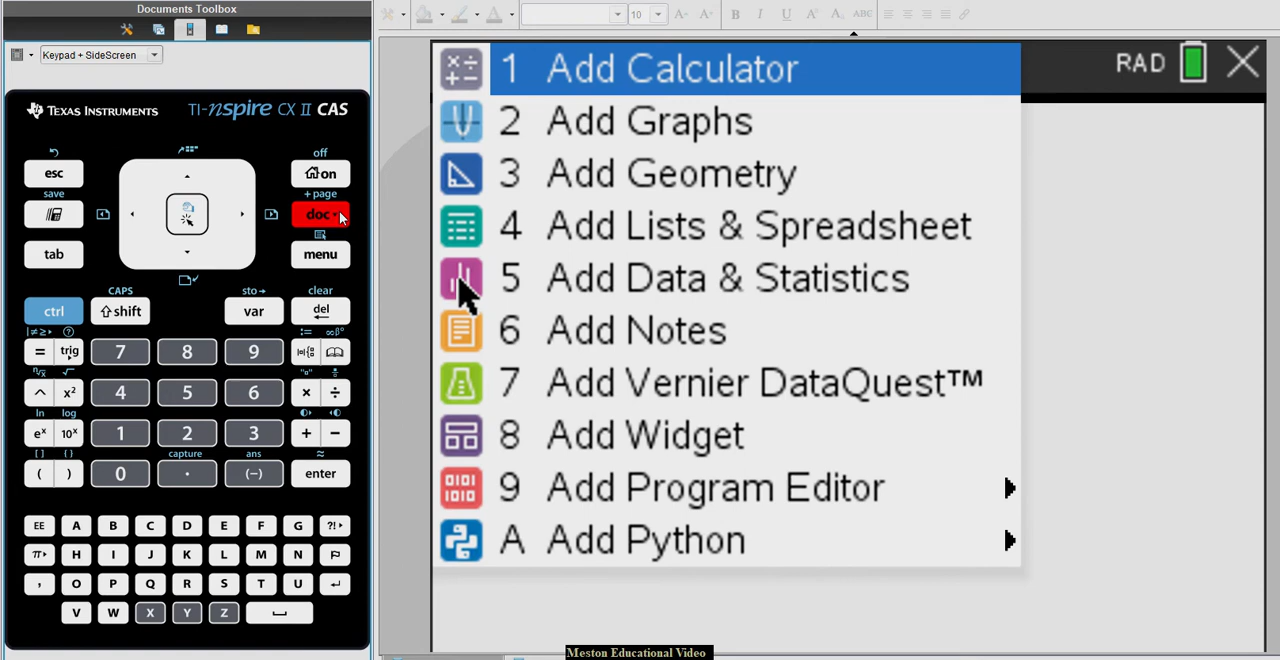 Documents Toolbox
Keypad + SideScreen
10
B I U A A ABC
TEXAS INSTRUMENTS TI-nspire CX II CAS
off
esc on
save + page
doc
tab menu
CAPS sto→ clear
ctrl shift var del
= trig 7 8 9
^ x² 4 5 6 × ÷
ln log
eˣ 10ˣ 1 2 3 + −
[ ] { } capture ans ≈
( ) 0 . (−) enter
EE A B C D E F G ?!▸
π▸ H I J K L M N
, O P Q R S T U
V W X Y Z
RAD
1 Add Calculator
2 Add Graphs
3 Add Geometry
4 Add Lists & Spreadsheet
5 Add Data & Statistics
6 Add Notes
7 Add Vernier DataQuest™
8 Add Widget
9 Add Program Editor
A Add Python
Meston Educational Video